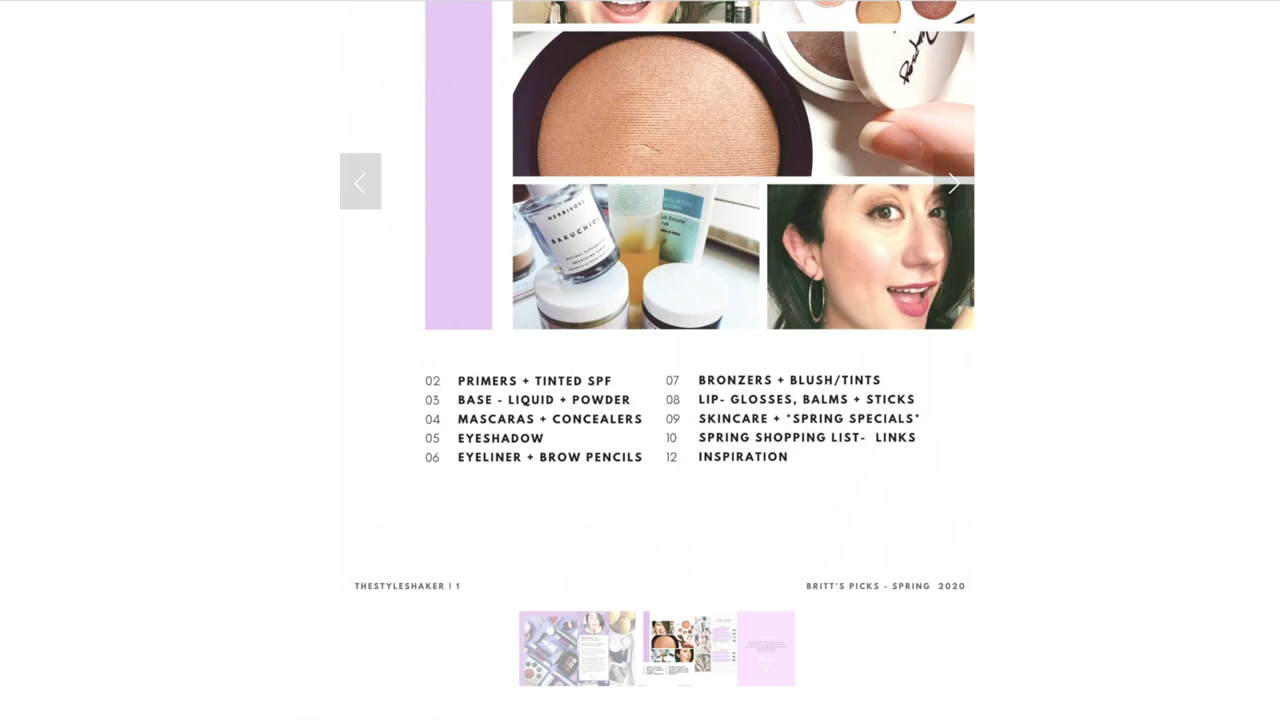 HERBIVORE
BAKUCHIOL
02 PRIMERS + TINTED SPF
03 BASE - LIQUID + POWDER
04 MASCARAS + CONCEALERS
05 EYESHADOW
06 EYELINER + BROW PENCILS
07 BRONZERS + BLUSH/TINTS
08 LIP- GLOSSES, BALMS + STICKS
09 SKINCARE + *SPRING SPECIALS*
10 SPRING SHOPPING LIST- LINKS
12 INSPIRATION
THESTYLESHAKER | 1
BRITT'S PICKS - SPRING 2020